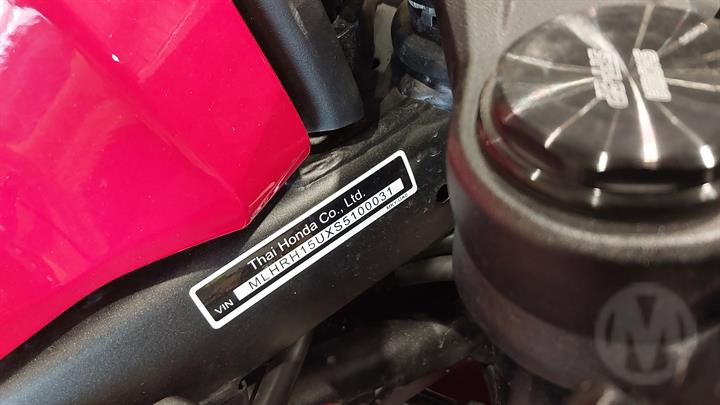 Thai Honda Co., Ltd.
VIN MLHRH15UXS5100031